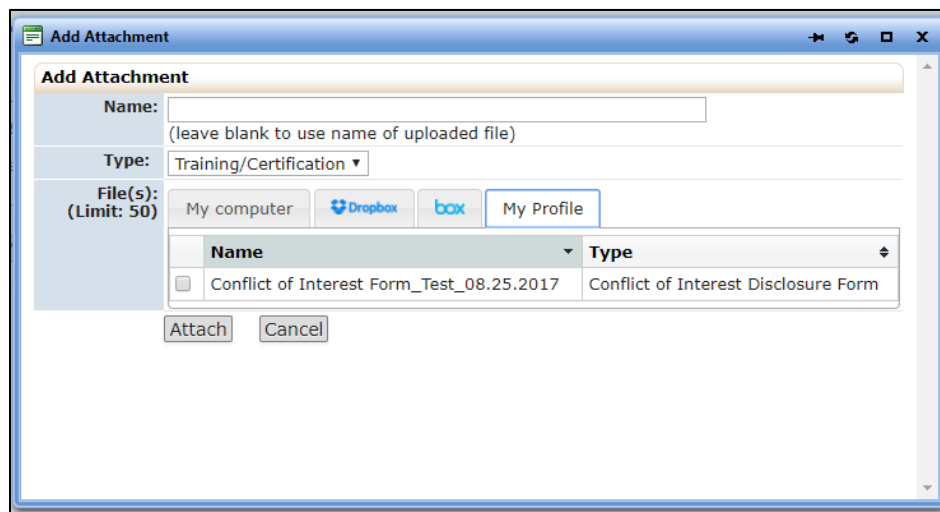 Add Attachment
Add Attachment
Name:
(leave blank to use name of uploaded file)
Type: Training/Certification
File(s):
(Limit: 50)
My computer Dropbox box My Profile
Name Type
Conflict of Interest Form_Test_08.25.2017 Conflict of Interest Disclosure Form
Attach Cancel